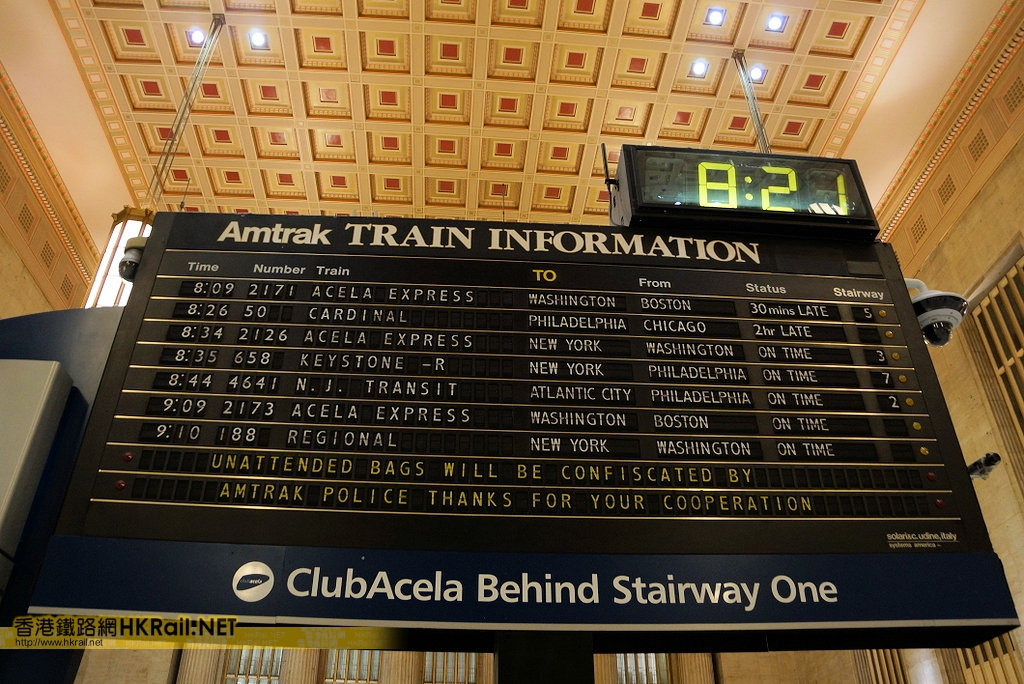 8:21
Amtrak TRAIN INFORMATION
Time Number Train TO From Status Stairway
8:09 2171 ACELA EXPRESS WASHINGTON BOSTON 30mins LATE 5
8:26 50 CARDINAL PHILADELPHIA CHICAGO 2hr LATE
8:34 2126 ACELA EXPRESS NEW YORK WASHINGTON ON TIME 3
8:35 658 KEYSTONE -R NEW YORK PHILADELPHIA ON TIME 7
8:44 4641 N.J. TRANSIT ATLANTIC CITY PHILADELPHIA ON TIME 2
9:09 2173 ACELA EXPRESS WASHINGTON BOSTON ON TIME
9:10 188 REGIONAL NEW YORK WASHINGTON ON TIME
UNATTENDED BAGS WILL BE CONFISCATED BY
AMTRAK POLICE THANKS FOR YOUR COOPERATION
solari&c.udine,italy
systems america
ClubAcela Behind Stairway One
香港鐵路網HKRail.NET
http://www.hkrail.net